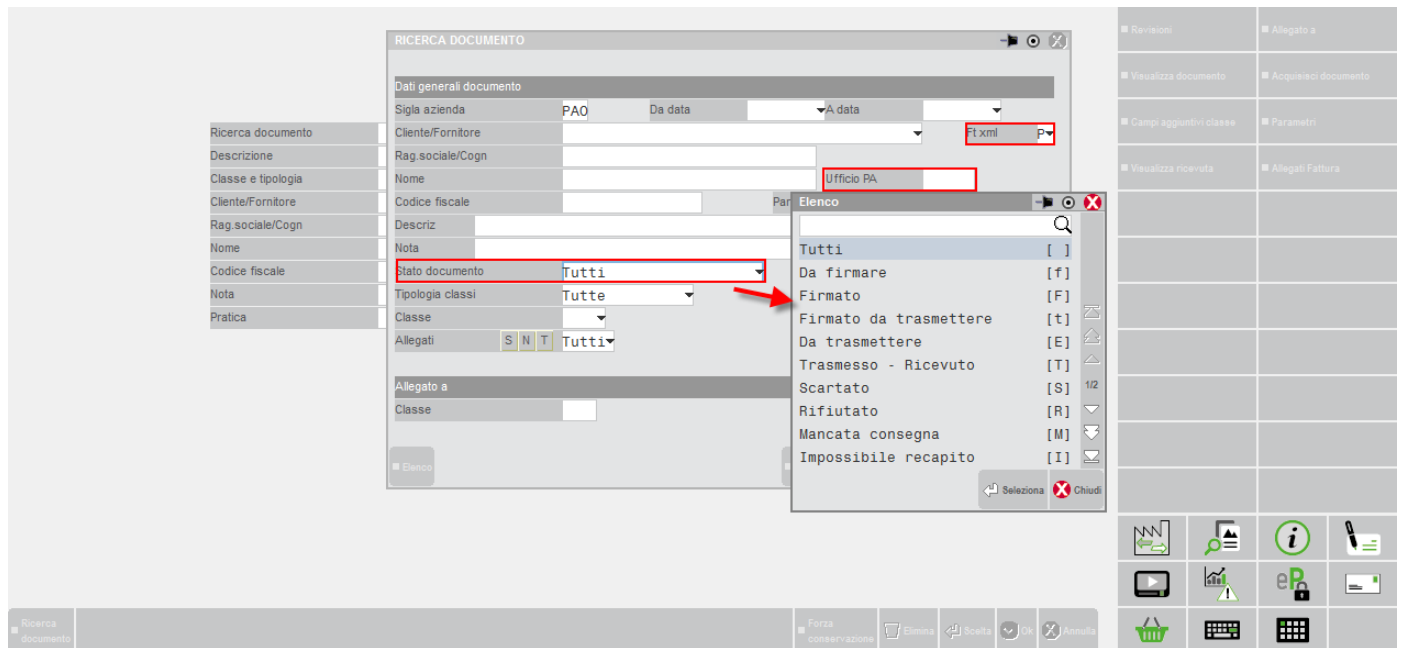 RICERCA DOCUMENTO
Dati generali documento
Sigla azienda PAO Da data A data
Cliente/Fornitore Ft xml P
Rag.sociale/Cogn
Nome Ufficio PA
Codice fiscale Par
Descriz
Nota
Stato documento Tutti
Tipologia classi Tutte
Classe
Allegati S N T Tutti
Allegato a
Classe
Elenco
Ricerca documento
Descrizione
Classe e tipologia
Cliente/Fornitore
Rag.sociale/Cogn
Nome
Codice fiscale
Nota
Pratica
Elenco
Tutti [ ]
Da firmare [f]
Firmato [F]
Firmato da trasmettere [t]
Da trasmettere [E]
Trasmesso - Ricevuto [T]
Scartato [S]
Rifiutato [R]
Mancata consegna [M]
Impossibile recapito [I]
1/2
Seleziona Chiudi
Revisioni Allegato a
Visualizza documento Acquisisci documento
Campi aggiuntivi classe Parametri
Visualizza ricevuta Allegati Fattura
Ricerca
documento
Forza
conservazione
Elimina Scelta Ok Annulla